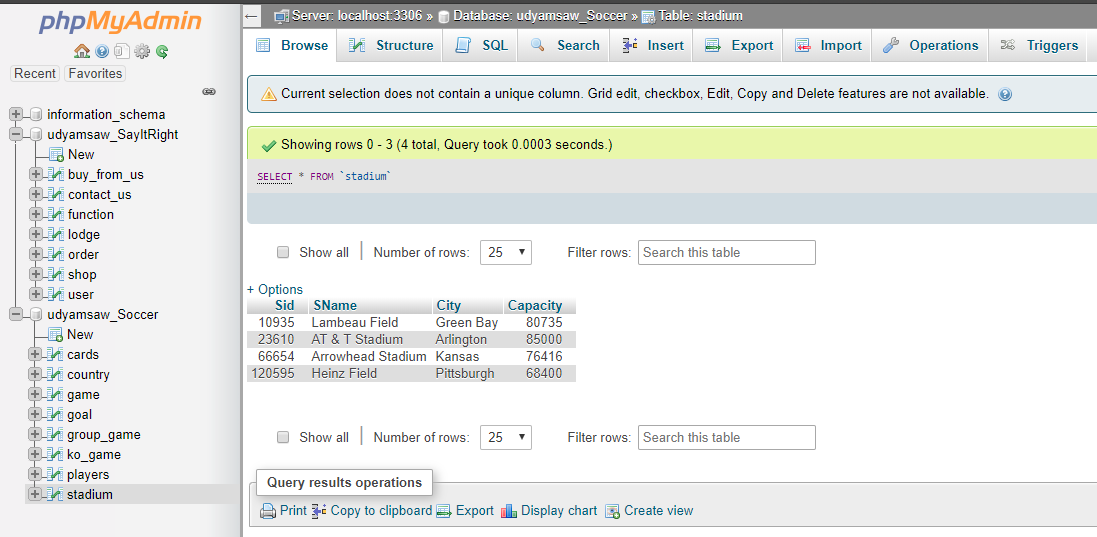 phpMyAdmin
Recent Favorites
information_schema
udyamsaw_SayItRight
New
buy_from_us
contact_us
function
lodge
order
shop
user
udyamsaw_Soccer
New
cards
country
game
goal
group_game
ko_game
players
stadium
Server: localhost:3306 » Database: udyamsaw_Soccer » Table: stadium
Browse Structure SQL Search Insert Export Import Operations Triggers
Current selection does not contain a unique column. Grid edit, checkbox, Edit, Copy and Delete features are not available.
Showing rows 0 - 3 (4 total, Query took 0.0003 seconds.)
SELECT * FROM `stadium`
Show all | Number of rows: 25 Filter rows: Search this table
+ Options
Sid SName City Capacity
10935 Lambeau Field Green Bay 80735
23610 AT & T Stadium Arlington 85000
66654 Arrowhead Stadium Kansas 76416
120595 Heinz Field Pittsburgh 68400
Show all | Number of rows: 25 Filter rows: Search this table
Query results operations
Print Copy to clipboard Export Display chart Create view